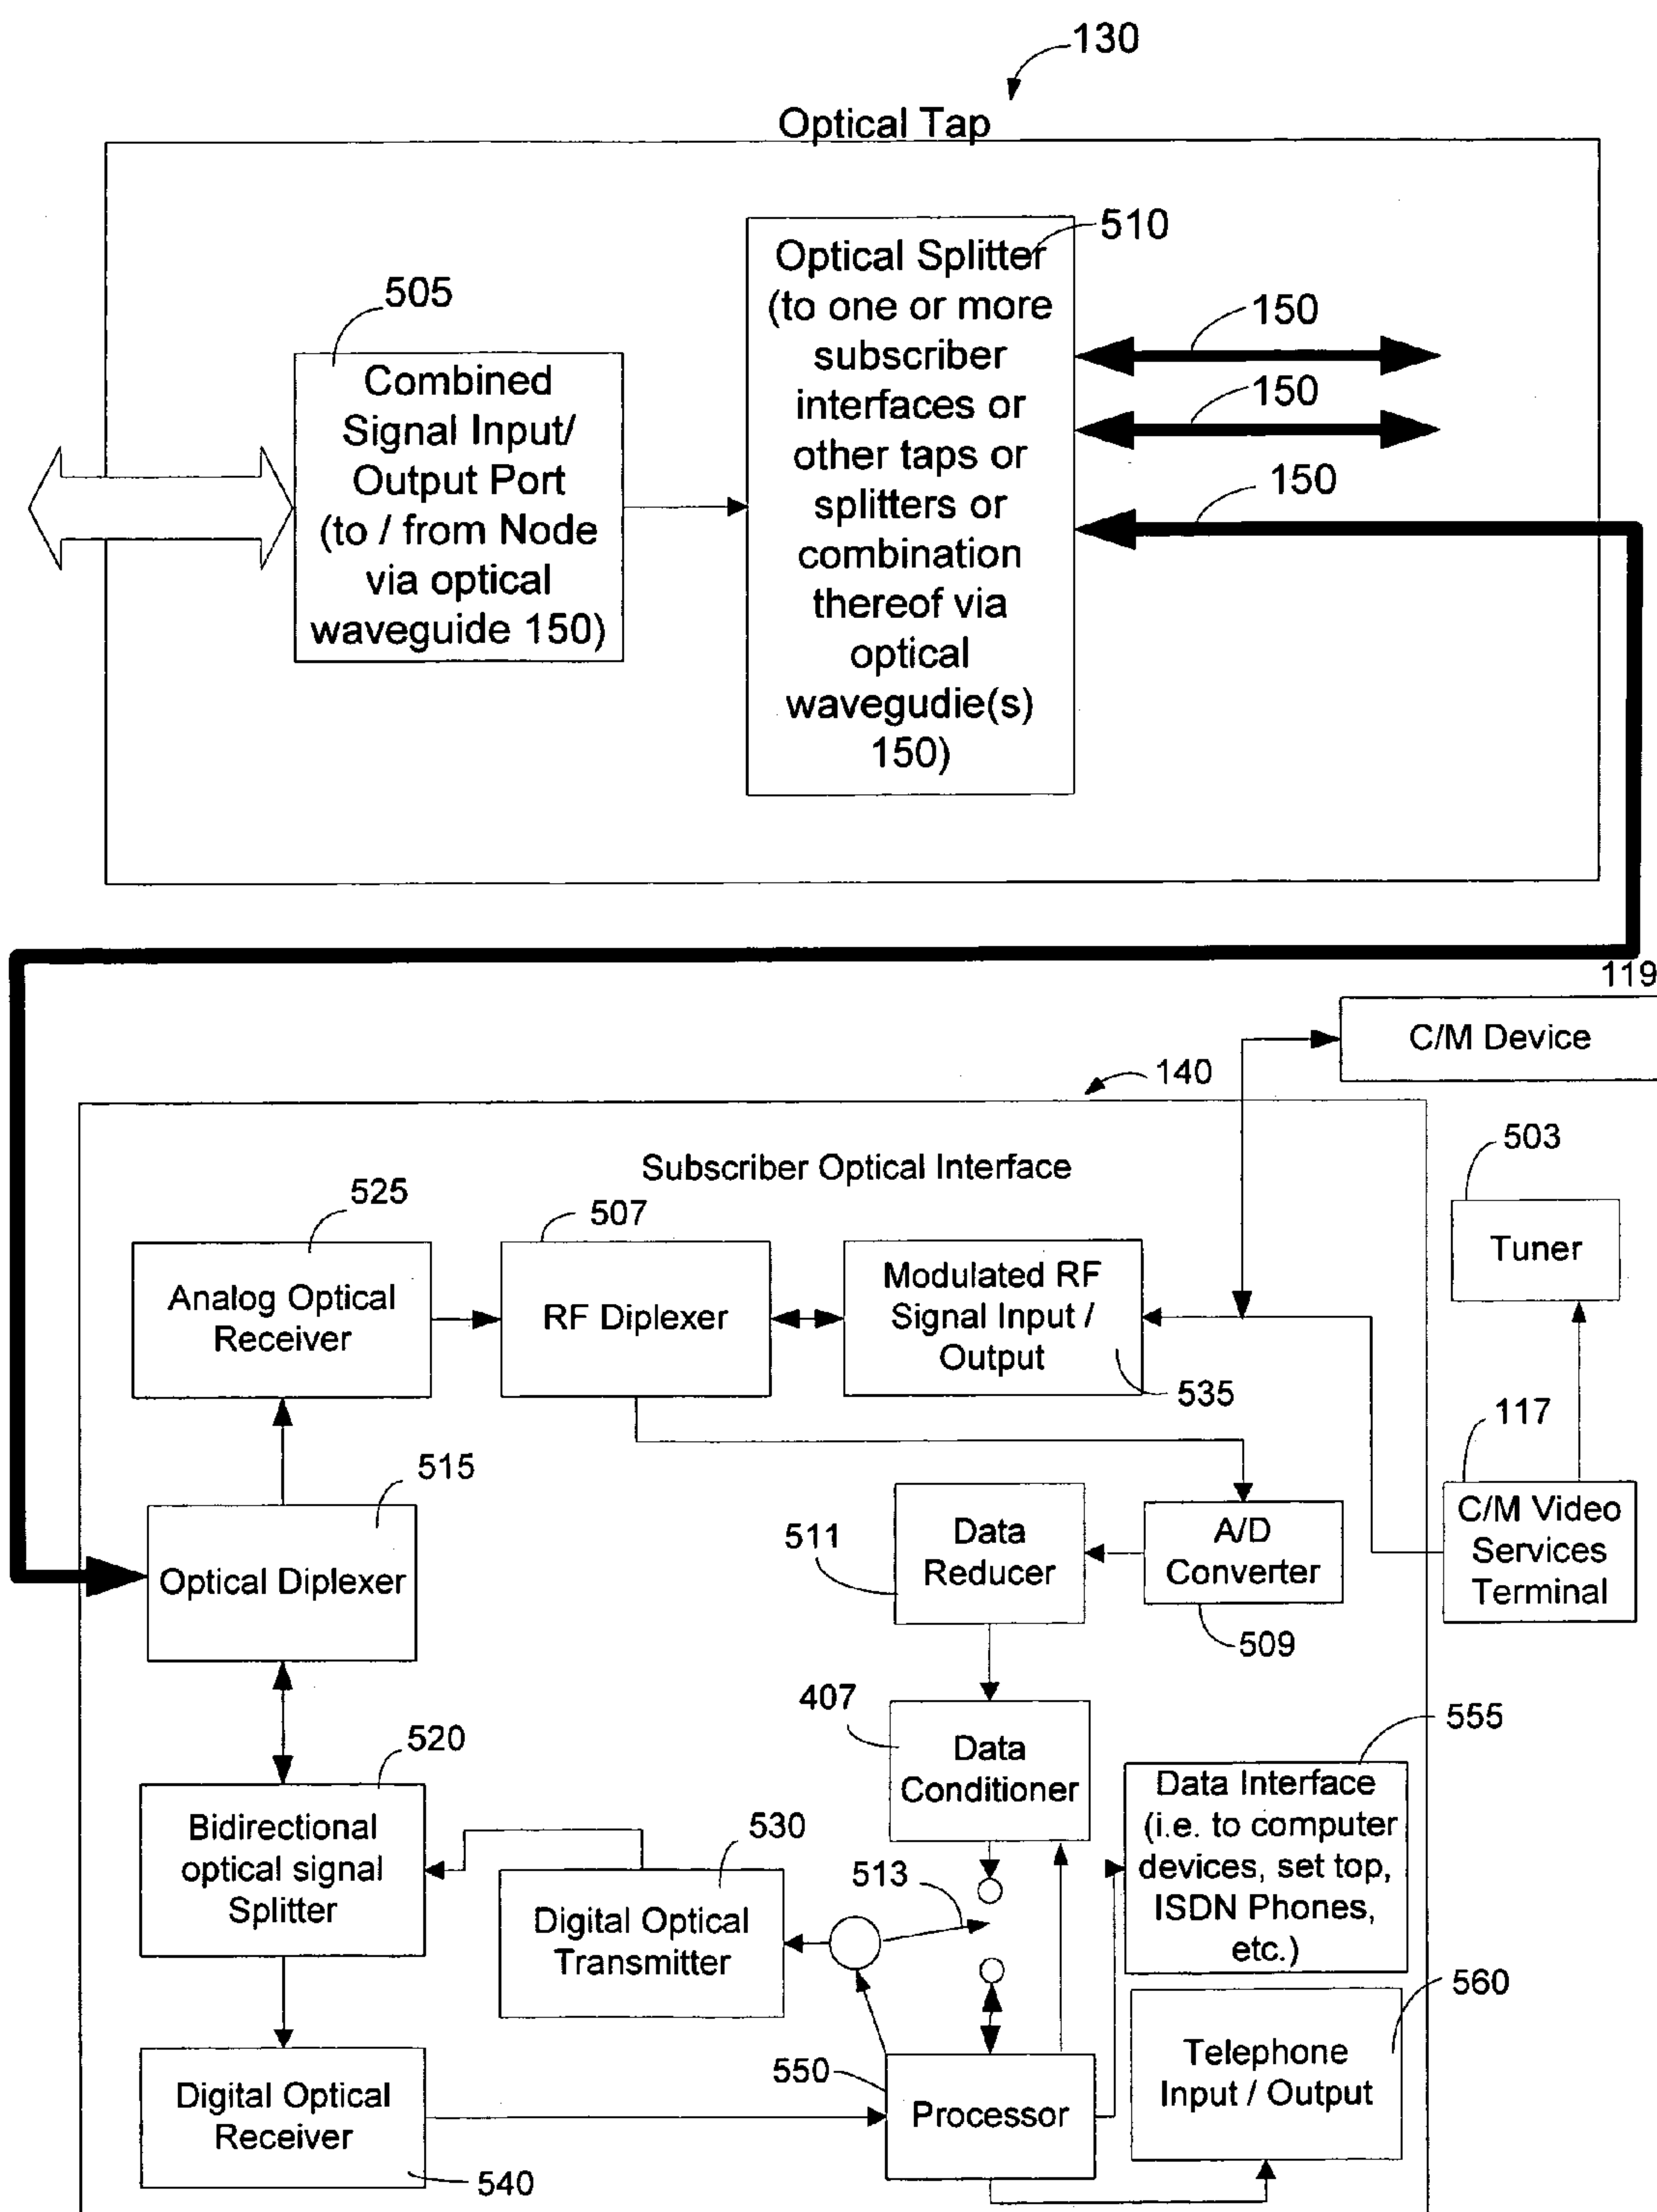 130
Optical Tap
510
Optical Splitter
(to one or more
subscriber
interfaces or
other taps or
splitters or
combination
thereof via
optical
wavegudie(s)
150)
505
Combined
Signal Input/
Output Port
(to / from Node
via optical
waveguide 150)
150
150
150
119
C/M Device
140
Subscriber Optical Interface
503
Tuner
525
Analog Optical
Receiver
507
RF Diplexer
Modulated RF
Signal Input /
Output
535
117
C/M Video
Services
Terminal
515
Optical Diplexer
511
Data
Reducer
A/D
Converter
509
407
Data
Conditioner
555
Data Interface
(i.e. to computer
devices, set top,
ISDN Phones,
etc.)
520
Bidirectional
optical signal
Splitter
530
Digital Optical
Transmitter
513
560
Telephone
Input / Output
550
Processor
Digital Optical
Receiver
540